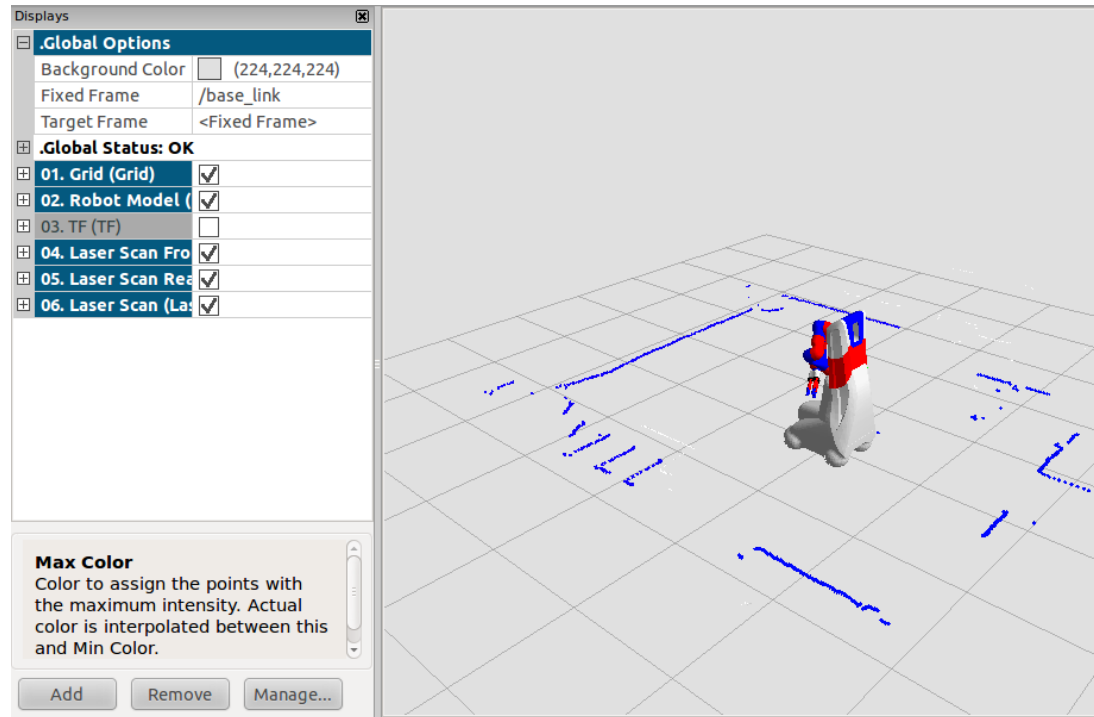 Displays
.Global Options
Background Color (224,224,224)
Fixed Frame /base_link
Target Frame <Fixed Frame>
.Global Status: OK
01. Grid (Grid)
02. Robot Model (
03. TF (TF)
04. Laser Scan Fro
05. Laser Scan Rea
06. Laser Scan (Las
Max Color
Color to assign the points with
the maximum intensity. Actual
color is interpolated between this
and Min Color.
Add Remove Manage...